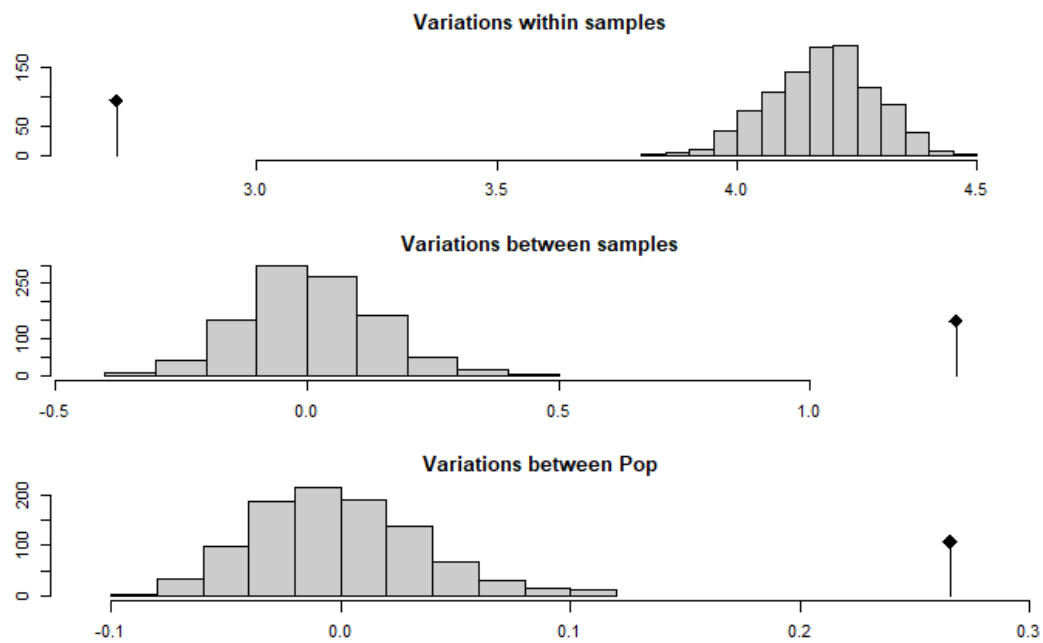 Variations within samples
150
50
0
3.0 3.5 4.0 4.5
Variations between samples
250
100
0
-0.5 0.0 0.5 1.0
Variations between Pop
200
100
0
-0.1 0.0 0.1 0.2 0.3